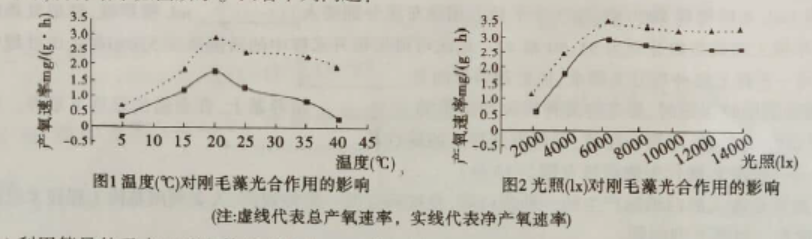 3.5
3.0
2.5
2.0
1.5
1.0
0.5
0
-0.5
产氧速率mg/(g·h)
5 10 15 20 25 30 35 40 45
温度(℃)
图1 温度(℃)对刚毛藻光合作用的影响
3.5
3.0
2.5
2.0
1.5
1.0
0.5
0
-0.5
产氧速率mg/(g·h)
2000 4000 6000 8000 10000 12000 14000
光照(lx)
图2 光照(lx)对刚毛藻光合作用的影响
(注:虚线代表总产氧速率，实线代表净产氧速率)